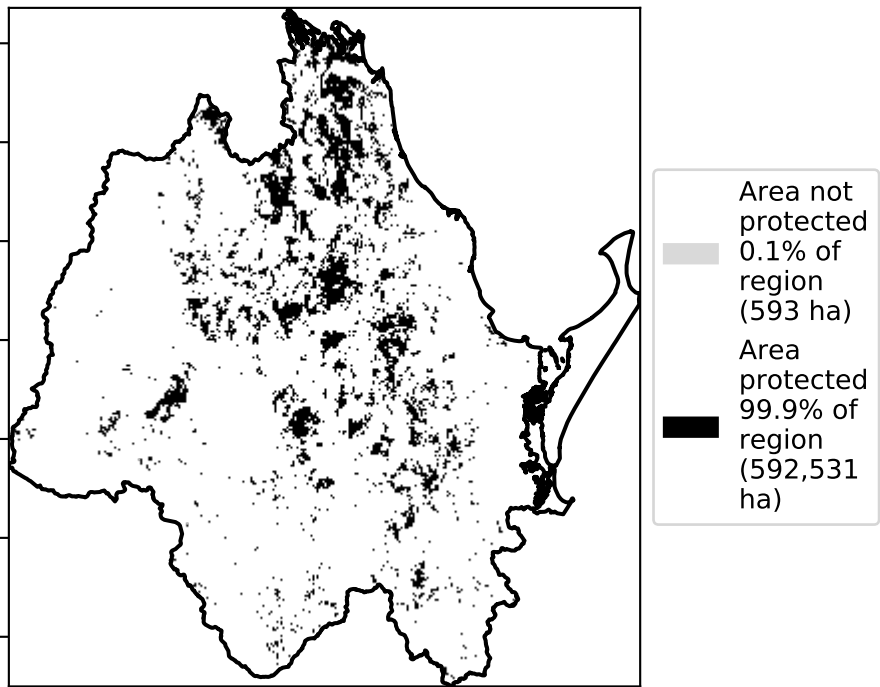 Area not
protected
0.1% of
region
(593 ha)
Area
protected
99.9% of
region
(592,531
ha)